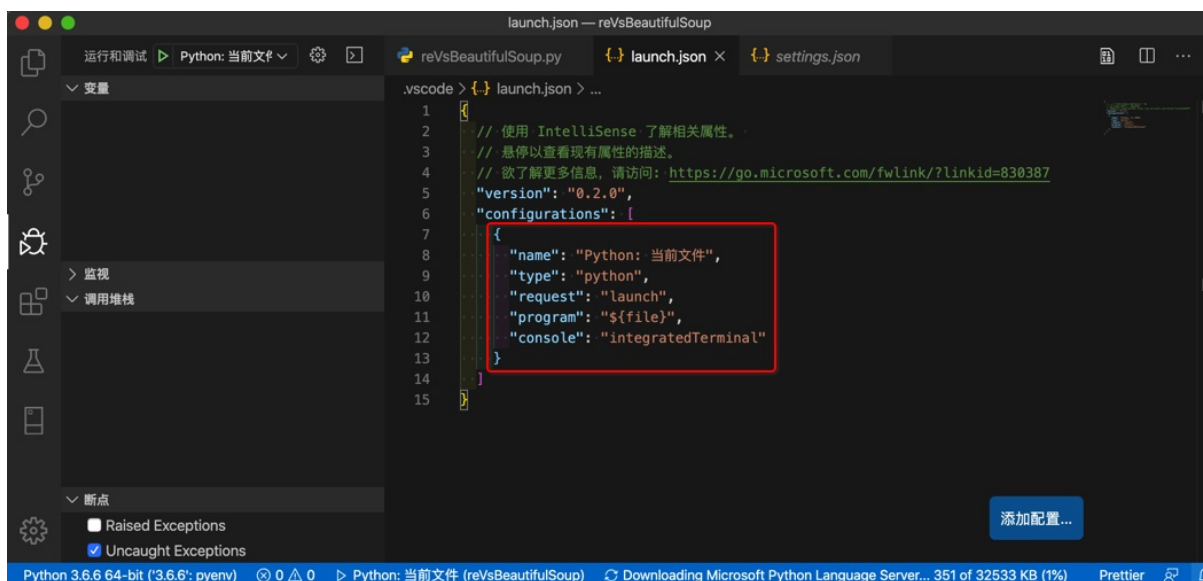 launch.json — reVsBeautifulSoup
运行和调试 Python: 当前文件
reVsBeautifulSoup.py
launch.json
settings.json
变量
监视
调用堆栈
断点
Raised Exceptions
Uncaught Exceptions
.vscode > {..} launch.json > ...
1 {
2 // 使用 IntelliSense 了解相关属性。
3 // 悬停以查看现有属性的描述。
4 // 欲了解更多信息，请访问: https://go.microsoft.com/fwlink/?linkid=830387
5 "version": "0.2.0",
6 "configurations": [
7 {
8 "name": "Python: 当前文件",
9 "type": "python",
10 "request": "launch",
11 "program": "${file}",
12 "console": "integratedTerminal"
13 }
14 ]
15 }
添加配置...
Python 3.6.6 64-bit ('3.6.6': pyenv) 0 0 Python: 当前文件 (reVsBeautifulSoup) Downloading Microsoft Python Language Server... 351 of 32533 KB (1%) Prettier